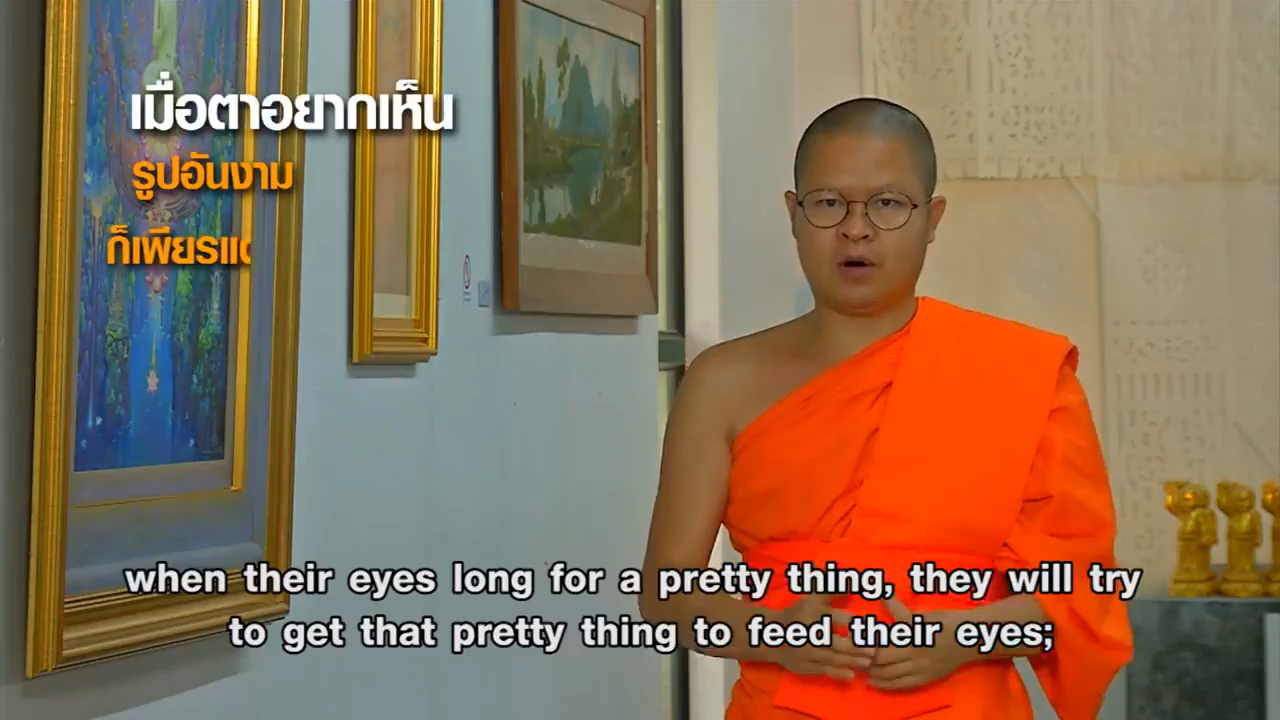 เมื่อตาอยากเห็น
รูปอันงาม
ก็เพียร
when their eyes long for a pretty thing, they will try
to get that pretty thing to feed their eyes;